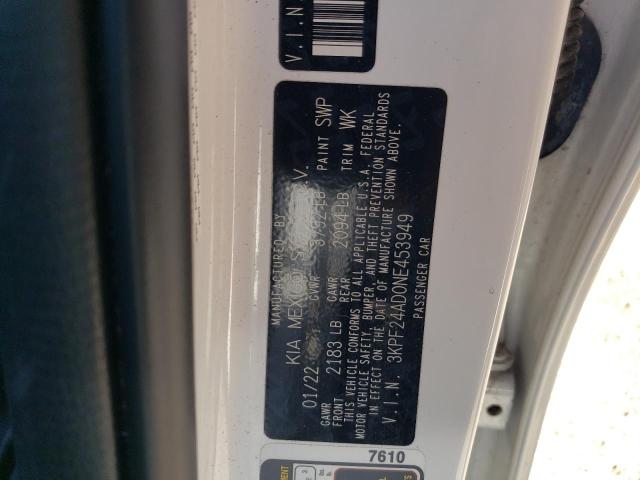 V.I.N
MANUFACTURED BY
KIA MEXICO V.
01/22 GVWR PAINT SWP
GAWR FRONT 2183 LB GAWR REAR 2094 LB TRIM WK
THIS VEHICLE CONFORMS TO ALL APPLICABLE U.S.A. FEDERAL
MOTOR VEHICLE SAFETY, BUMPER, AND THEFT PREVENTION STANDARDS
IN EFFECT ON THE DATE OF MANUFACTURE SHOWN ABOVE.
V.I.N. 3KPF24AD0NE453949
PASSENGER CAR
7610